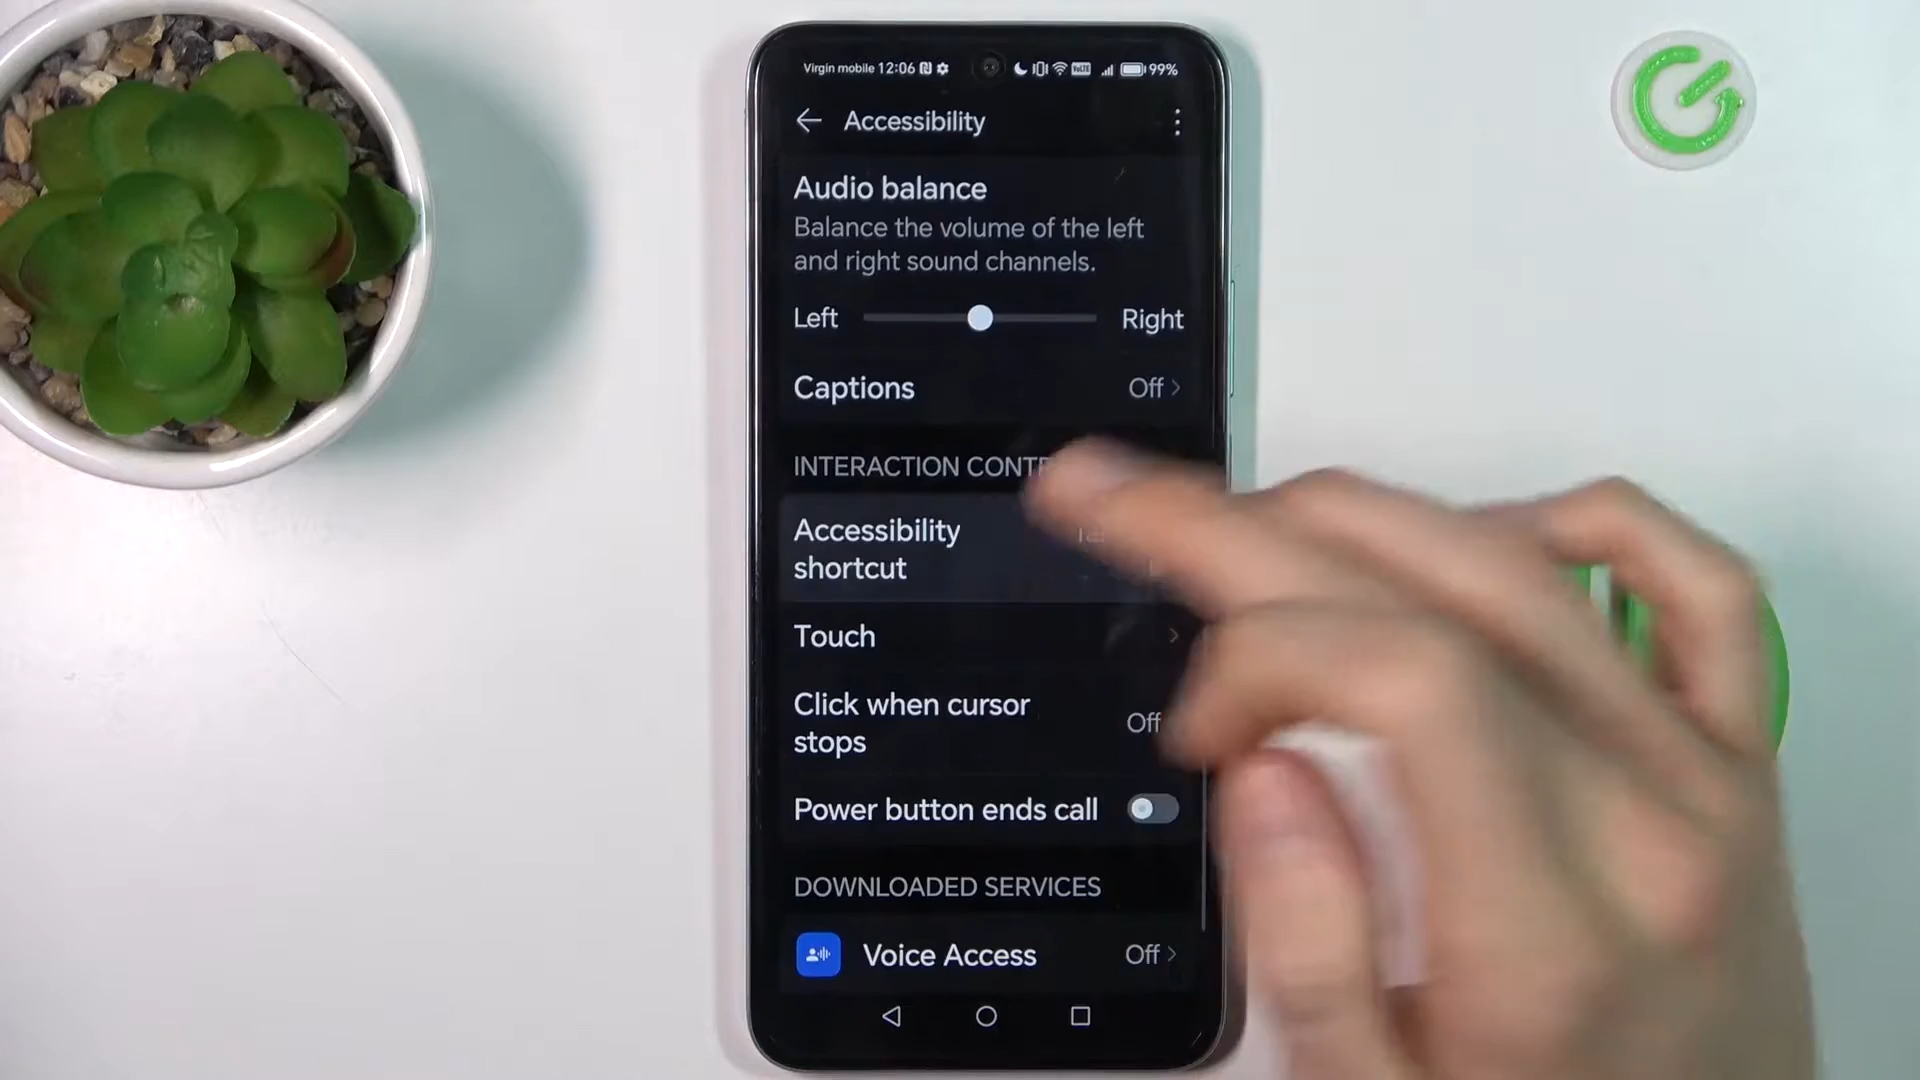 Virgin mobile 12:06 99%
Accessibility
Audio balance
Balance the volume of the left
and right sound channels.
Left Right
Captions Off
INTERACTION
Accessibility
shortcut
Touch
Click when cursor
stops Off
Power button ends call
DOWNLOADED SERVICES
Voice Access Off